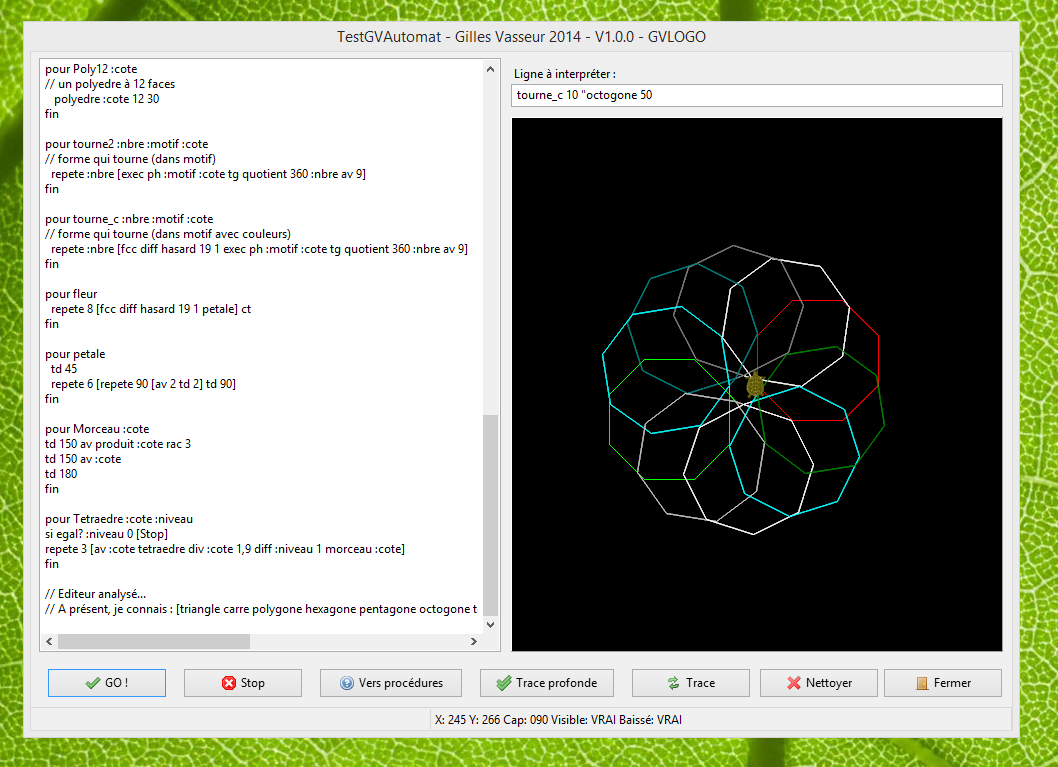 TestGVAutomat - Gilles Vasseur 2014 - V1.0.0 - GVLOGO
pour Poly12 :cote
// un polyedre à 12 faces
polyedre :cote 12 30
fin
pour tourne2 :nbre :motif :cote
// forme qui tourne (dans motif)
repete :nbre [exec ph :motif :cote tg quotient 360 :nbre av 9]
fin
pour tourne_c :nbre :motif :cote
// forme qui tourne (dans motif avec couleurs)
repete :nbre [fcc diff hasard 19 1 exec ph :motif :cote tg quotient 360 :nbre av 9]
fin
pour fleur
repete 8 [fcc diff hasard 19 1 petale] ct
fin
pour petale
td 45
repete 6 [repete 90 [av 2 td 2] td 90]
fin
pour Morceau :cote
td 150 av produit :cote rac 3
td 150 av :cote
td 180
fin
pour Tetraedre :cote :niveau
si egal? :niveau 0 [Stop]
repete 3 [av :cote tetraedre div :cote 1,9 diff :niveau 1 morceau :cote]
fin
// Editeur analysé...
// A présent, je connais : [triangle carre polygone hexagone pentagone octogone t
Ligne à interpréter :
tourne_c 10 "octogone 50
GO !
Stop
Vers procédures
Trace profonde
Trace
Nettoyer
Fermer
X: 245 Y: 266 Cap: 090 Visible: VRAI Baissé: VRAI